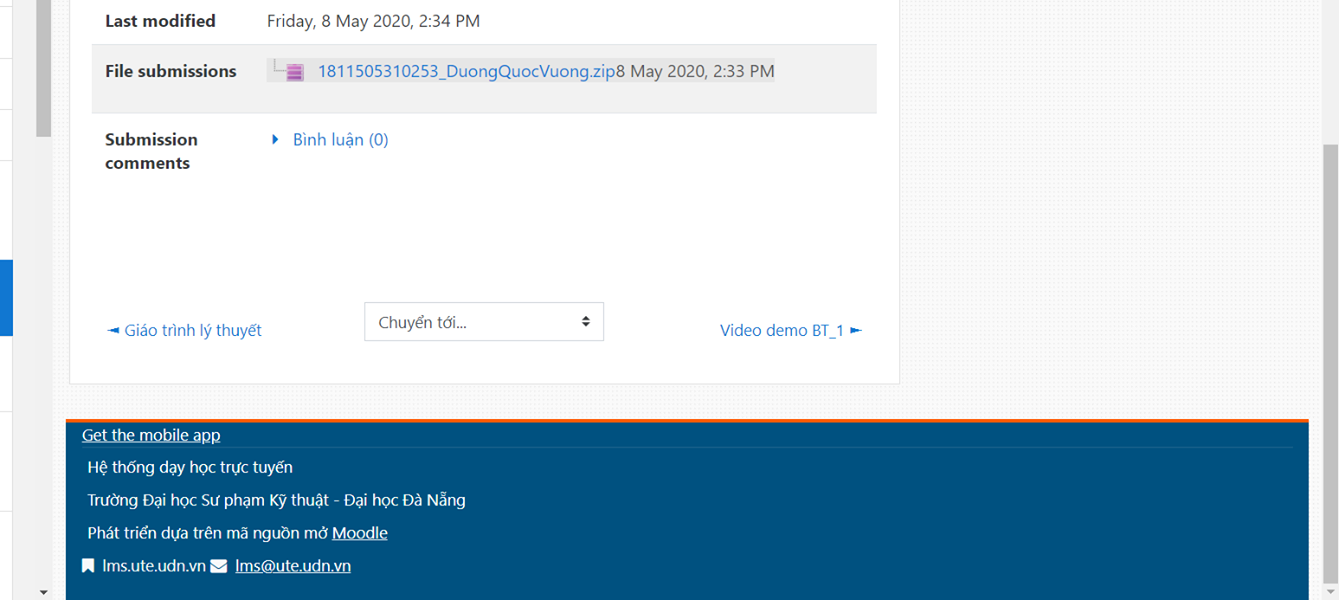 Last modified Friday, 8 May 2020, 2:34 PM
File submissions 1811505310253_DuongQuocVuong.zip8 May 2020, 2:33 PM
Submission comments
Bình luận (0)
◄ Giáo trình lý thuyết
Chuyển tới...
Video demo BT_1 ►
Get the mobile app
Hệ thống dạy học trực tuyến
Trường Đại học Sư phạm Kỹ thuật - Đại học Đà Nẵng
Phát triển dựa trên mã nguồn mở Moodle
lms.ute.udn.vn lms@ute.udn.vn